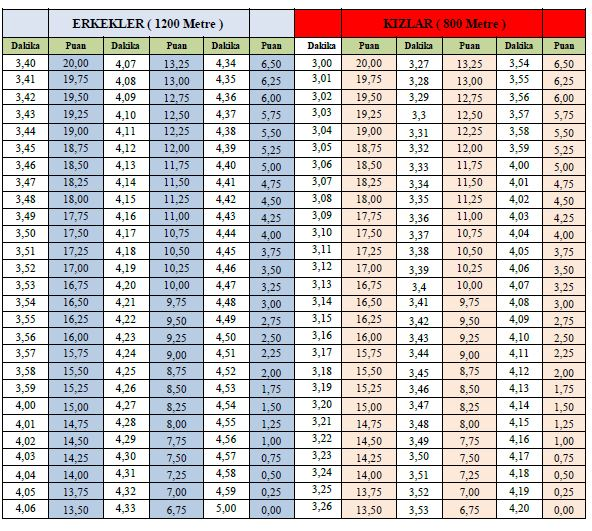 ERKEKLER ( 1200 Metre ) KIZLAR ( 800 Metre )
Dakika Puan Dakika Puan Dakika Puan Dakika Puan Dakika Puan Dakika Puan
3,40 20,00 4,07 13,25 4,34 6,50 3,00 20,00 3,27 13,25 3,54 6,50
3,41 19,75 4,08 13,00 4,35 6,25 3,01 19,75 3,28 13,00 3,55 6,25
3,42 19,50 4,09 12,75 4,36 6,00 3,02 19,50 3,29 12,75 3,56 6,00
3,43 19,25 4,10 12,50 4,37 5,75 3,03 19,25 3,3 12,50 3,57 5,75
3,44 19,00 4,11 12,25 4,38 5,50 3,04 19,00 3,31 12,25 3,58 5,50
3,45 18,75 4,12 12,00 4,39 5,25 3,05 18,75 3,32 12,00 3,59 5,25
3,46 18,50 4,13 11,75 4,40 5,00 3,06 18,50 3,33 11,75 4,00 5,00
3,47 18,25 4,14 11,50 4,41 4,75 3,07 18,25 3,34 11,50 4,01 4,75
3,48 18,00 4,15 11,25 4,42 4,50 3,08 18,00 3,35 11,25 4,02 4,50
3,49 17,75 4,16 11,00 4,43 4,25 3,09 17,75 3,36 11,00 4,03 4,25
3,50 17,50 4,17 10,75 4,44 4,00 3,10 17,50 3,37 10,75 4,04 4,00
3,51 17,25 4,18 10,50 4,45 3,75 3,11 17,25 3,38 10,50 4,05 3,75
3,52 17,00 4,19 10,25 4,46 3,50 3,12 17,00 3,39 10,25 4,06 3,50
3,53 16,75 4,20 10,00 4,47 3,25 3,13 16,75 3,4 10,00 4,07 3,25
3,54 16,50 4,21 9,75 4,48 3,00 3,14 16,50 3,41 9,75 4,08 3,00
3,55 16,25 4,22 9,50 4,49 2,75 3,15 16,25 3,42 9,50 4,09 2,75
3,56 16,00 4,23 9,25 4,50 2,50 3,16 16,00 3,43 9,25 4,10 2,50
3,57 15,75 4,24 9,00 4,51 2,25 3,17 15,75 3,44 9,00 4,11 2,25
3,58 15,50 4,25 8,75 4,52 2,00 3,18 15,50 3,45 8,75 4,12 2,00
3,59 15,25 4,26 8,50 4,53 1,75 3,19 15,25 3,46 8,50 4,13 1,75
4,00 15,00 4,27 8,25 4,54 1,50 3,20 15,00 3,47 8,25 4,14 1,50
4,01 14,75 4,28 8,00 4,55 1,25 3,21 14,75 3,48 8,00 4,15 1,25
4,02 14,50 4,29 7,75 4,56 1,00 3,22 14,50 3,49 7,75 4,16 1,00
4,03 14,25 4,30 7,50 4,57 0,75 3,23 14,25 3,50 7,50 4,17 0,75
4,04 14,00 4,31 7,25 4,58 0,50 3,24 14,00 3,51 7,25 4,18 0,50
4,05 13,75 4,32 7,00 4,59 0,25 3,25 13,75 3,52 7,00 4,19 0,25
4,06 13,50 4,33 6,75 5,00 0,00 3,26 13,50 3,53 6,75 4,20 0,00